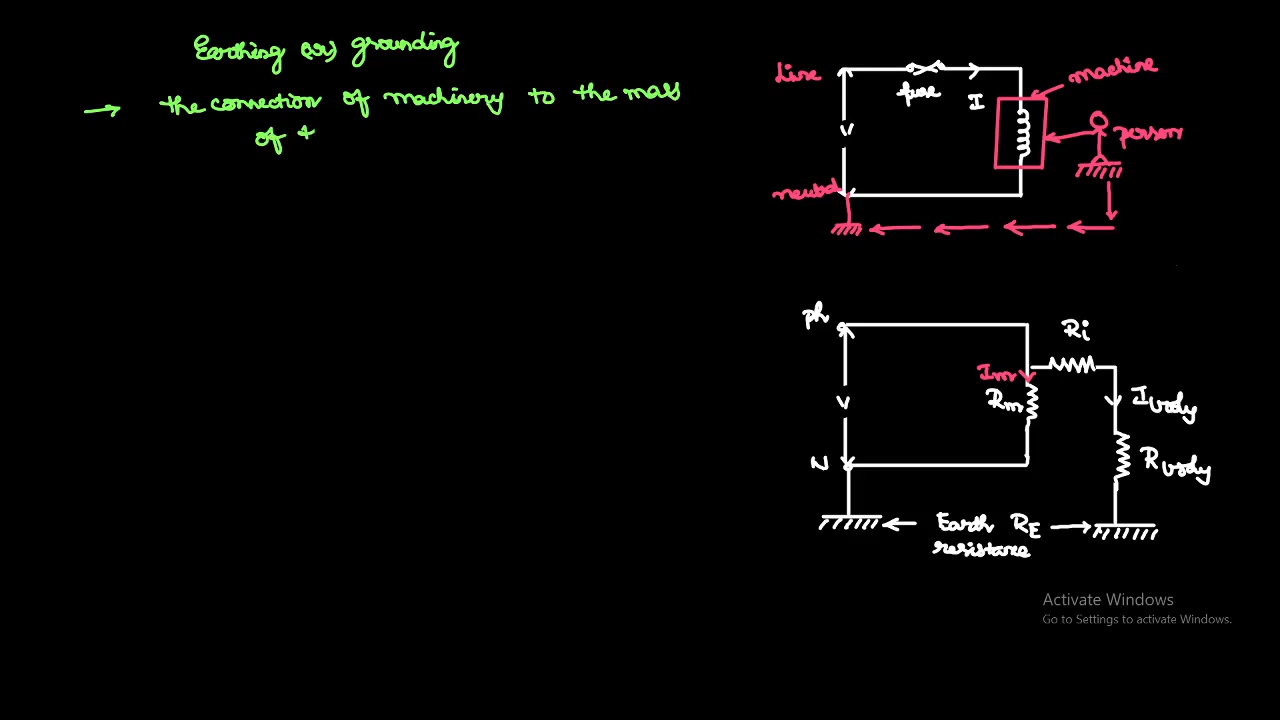 Earthing (or) grounding
→ the connection of machinery to the mass
of t
Line
fuse
I
machine
V
person
neutral
ph
Ri
Im
V
Rm
Ibody
N
Rbody
Earth RE
resistance
Activate Windows
Go to Settings to activate Windows.